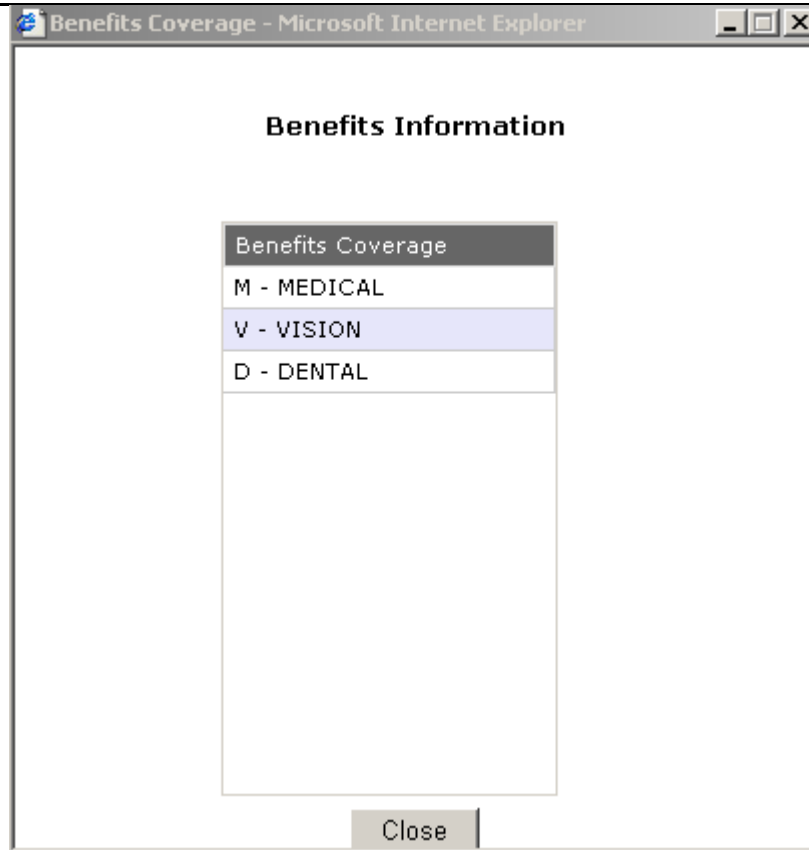 Benefits Coverage - Microsoft Internet Explorer
Benefits Information
Benefits Coverage
M - MEDICAL
V - VISION
D - DENTAL
Close